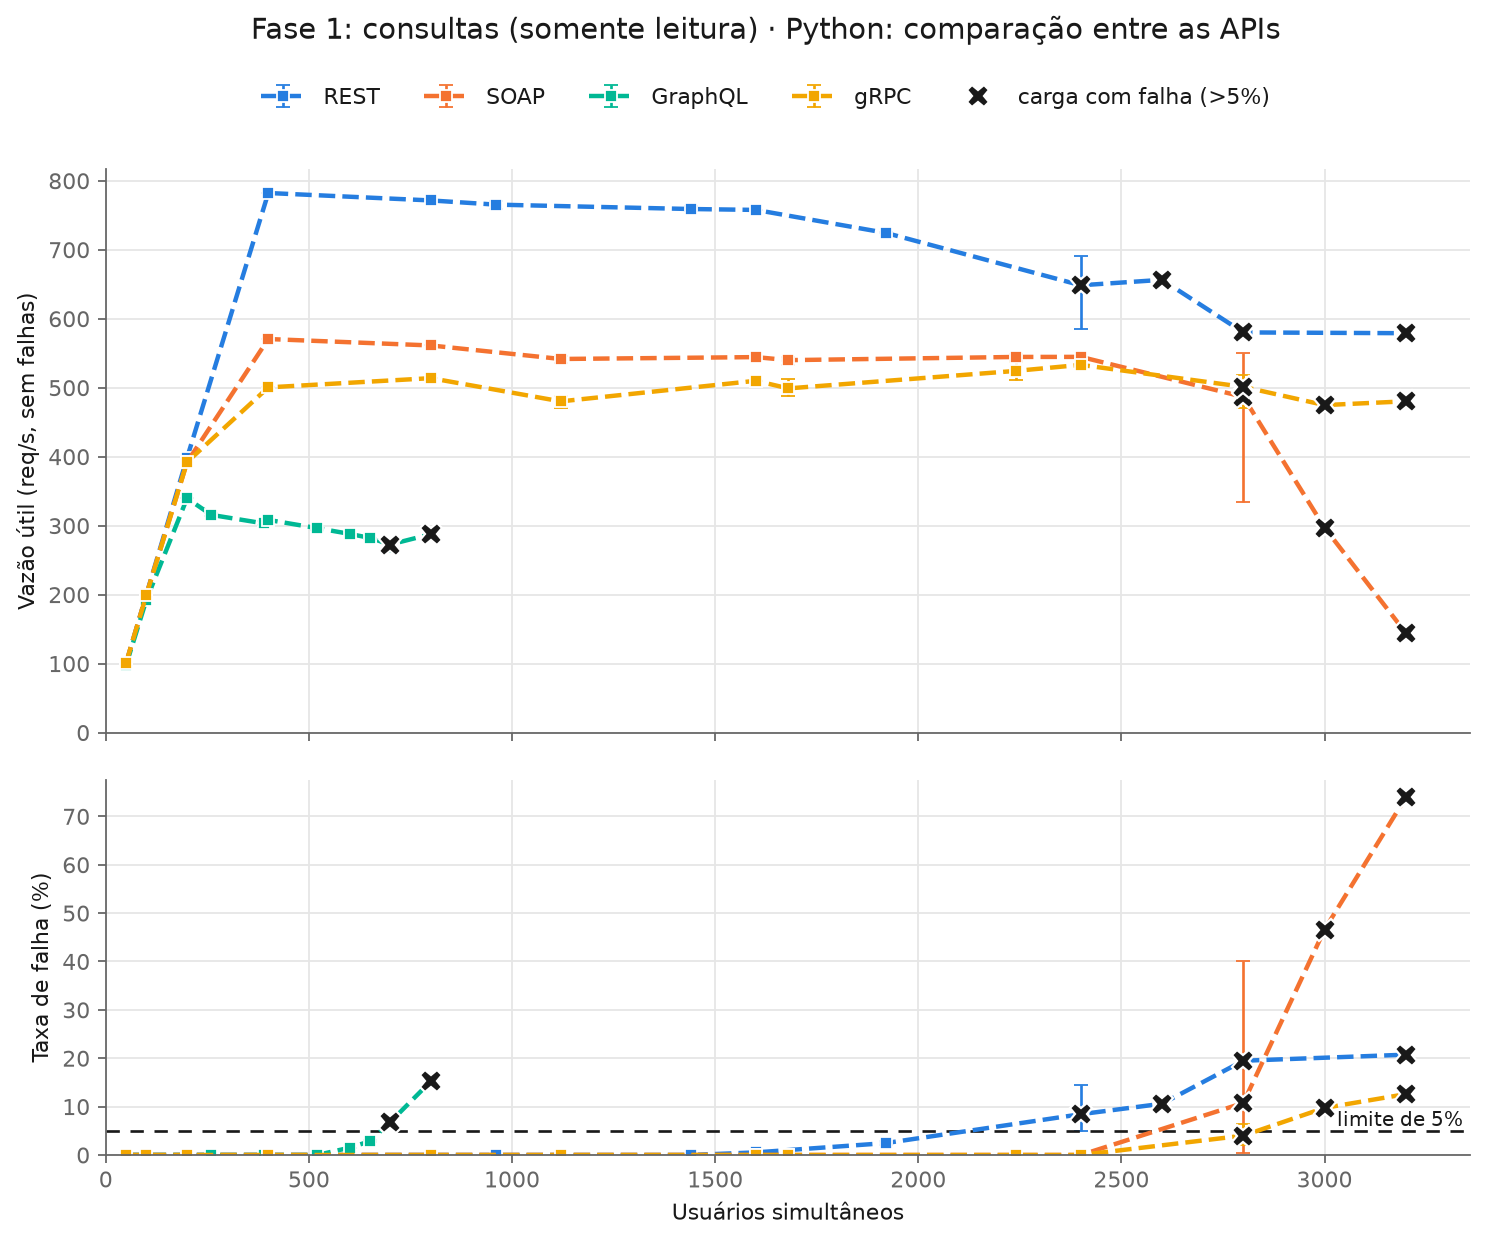 Fase 1: consultas (somente leitura) · Python: comparação entre as APIs
REST
SOAP
GraphQL
gRPC
carga com falha (>5%)
Vazão útil (req/s, sem falhas)
800
700
600
500
400
300
200
100
0
Taxa de falha (%)
70
60
50
40
30
20
10
0
limite de 5%
0
500
1000
1500
2000
2500
3000
Usuários simultâneos